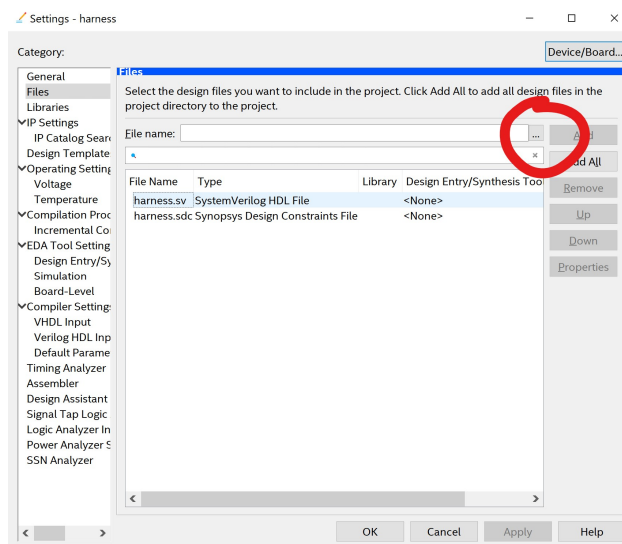 Settings - harness
Category:
Device/Board...
General
Files
Libraries
IP Settings
IP Catalog Sear
Design Template
Operating Setting
Voltage
Temperature
Compilation Proc
Incremental Co
EDA Tool Setting
Design Entry/Sy
Simulation
Board-Level
Compiler Setting
VHDL Input
Verilog HDL Inp
Default Parame
Timing Analyzer
Assembler
Design Assistant
Signal Tap Logic
Logic Analyzer In
Power Analyzer S
SSN Analyzer
Files
Select the design files you want to include in the project. Click Add All to add all design files in the
project directory to the project.
File name:
...
Add All
File Name Type Library Design Entry/Synthesis Too
harness.sv SystemVerilog HDL File <None>
harness.sdc Synopsys Design Constraints File <None>
Remove
Up
Down
Properties
OK Cancel Apply Help